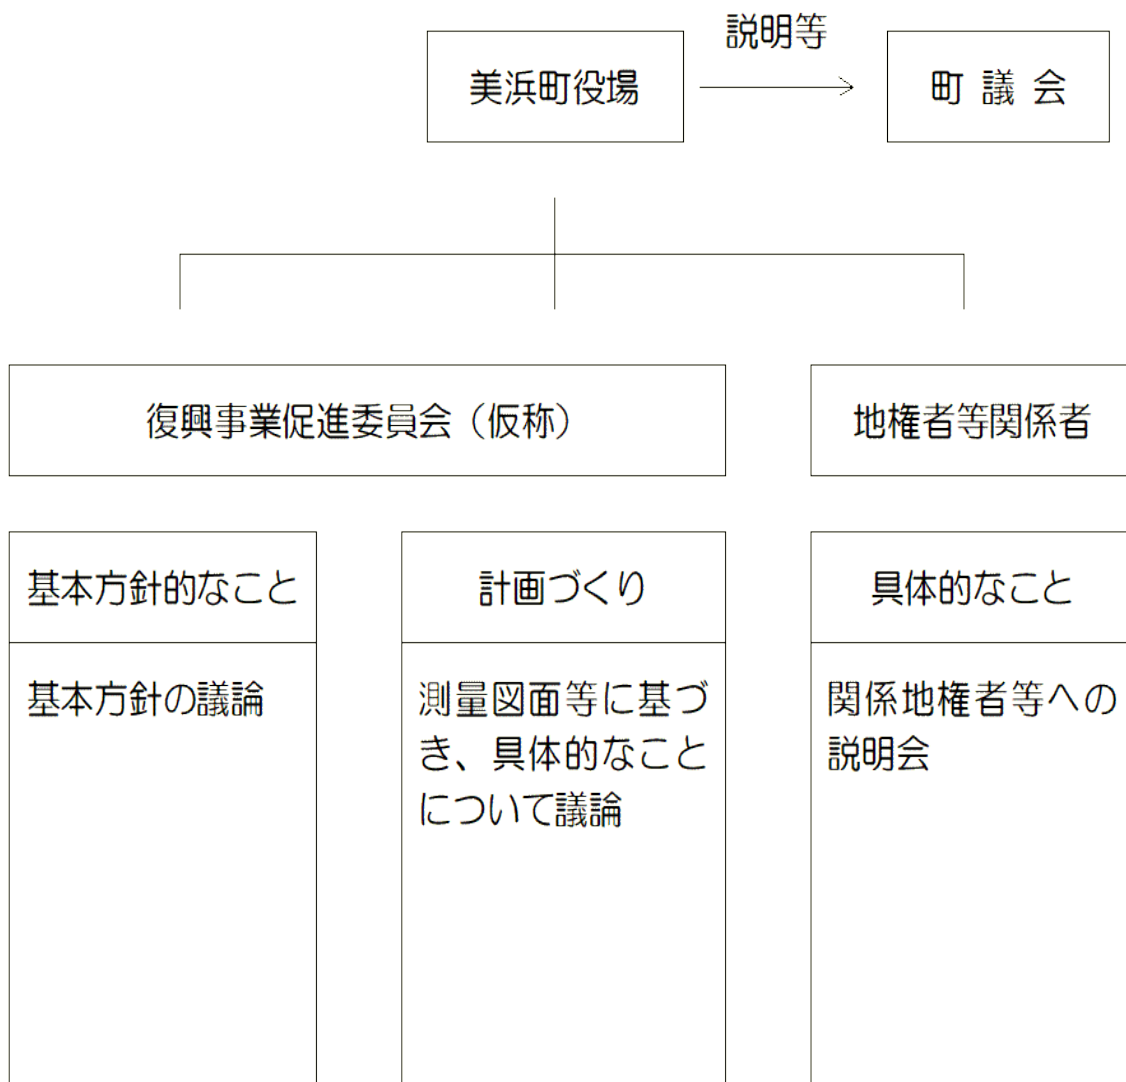 説明等
美浜町役場
町議会
復興事業促進委員会（仮称）
地権者等関係者
基本方針的なこと
計画づくり
具体的なこと
基本方針の議論
測量図面等に基づ
き、具体的なこと
について議論
関係地権者等への
説明会